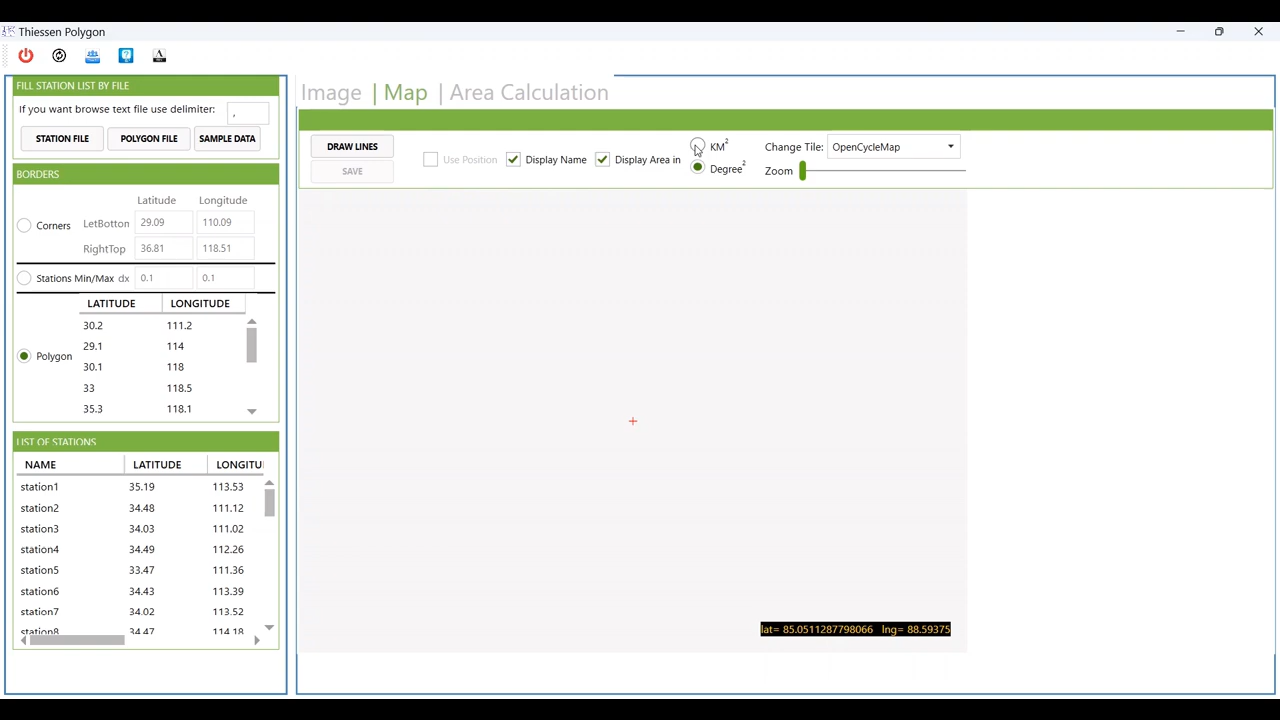 Thiessen Polygon
FILL STATION LIST BY FILE
If you want browse text file use delimiter: ,
STATION FILE POLYGON FILE SAMPLE DATA
BORDERS
Latitude Longitude
Corners LetBotton 29.09 110.09
RightTop 36.81 118.51
Stations Min/Max dx 0.1 0.1
LATITUDE LONGITUDE
30.2 111.2
29.1 114
30.1 118
33 118.5
35.3 118.1
Polygon
LIST OF STATIONS
NAME LATITUDE LONGITU
station1 35.19 113.53
station2 34.48 111.12
station3 34.03 111.02
station4 34.49 112.26
station5 33.47 111.36
station6 34.43 113.39
station7 34.02 113.52
station8 34.47 114.18
Image | Map | Area Calculation
DRAW LINES
SAVE
Use Position Display Name Display Area in
KM2
Degree2
Change Tile: OpenCycleMap
Zoom
lat= 85.0511287798066 lng= 88.59375